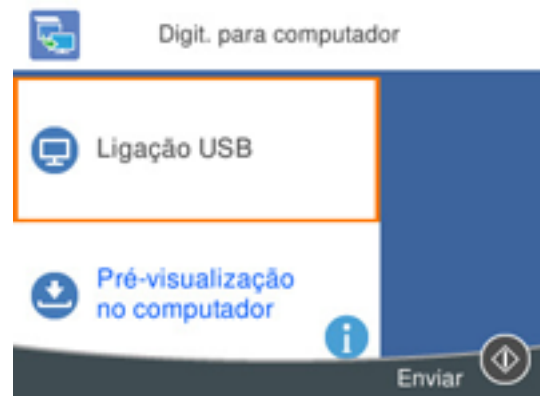 Digit. para computador
Ligação USB
Pré-visualização
no computador
Enviar